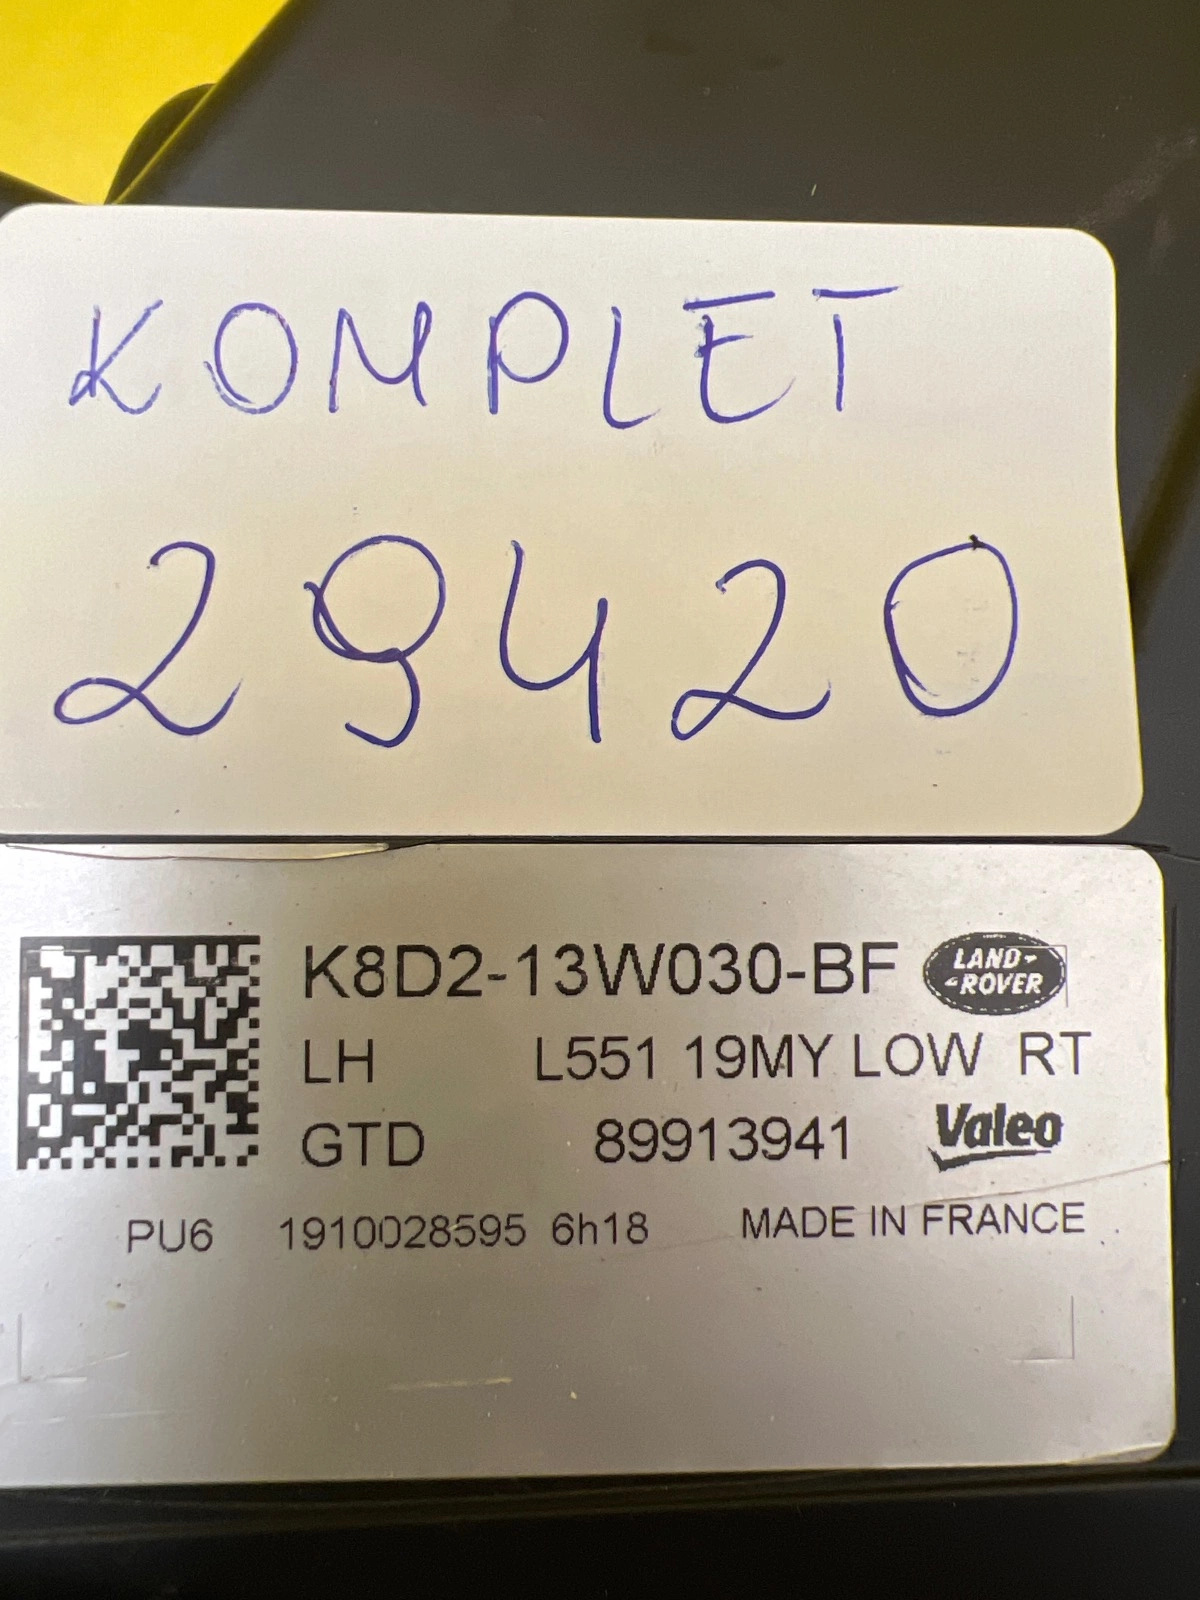 KOMPLET
29420
K8D2-13W030-BF LAND-
-ROVER
LH L551 19MY LOW RT
GTD 89913941 Valeo
PU6 1910028595 6h18 MADE IN FRANCE